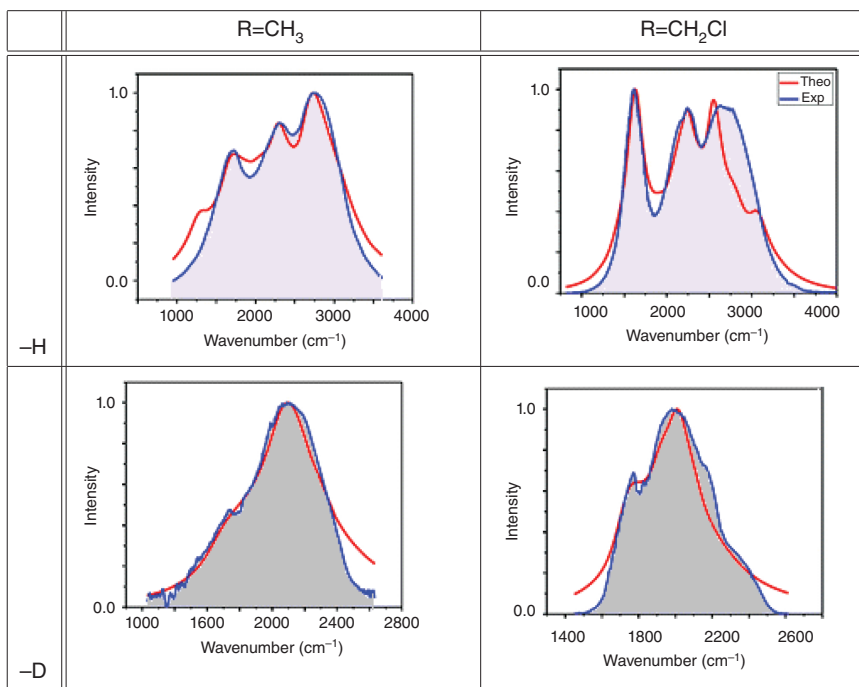 R=CH₃
R=CH₂Cl
–H
Intensity
1.0
0.0
1000 2000 3000 4000
Wavenumber (cm⁻¹)
Theo
Exp
Intensity
1.0
0.0
1000 2000 3000 4000
Wavenumber (cm⁻¹)
–D
Intensity
1.0
0.0
1000 1600 2000 2400 2800
Wavenumber (cm⁻¹)
Intensity
1.0
0.0
1400 1800 2200 2600
Wavenumber (cm⁻¹)